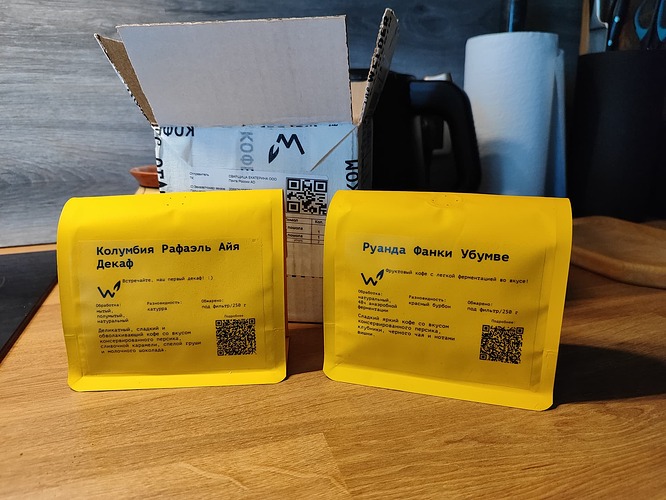 КОФЕ
КОФЕ
Колумбия Рафаэль Айя
Декаф
Встречайте, наш первый декаф! :)
Обработка:
мытый,
полумытый,
натуральный
Разновидность:
катурра
Обжарено:
под фильтр/250 г
Подробнее:
Деликатный, сладкий и
обволакивающий кофе со вкусом
консервированного персика,
сливочной карамели, спелой груши
и молочного шоколада
Руанда Фанки Убумве
Фруктовый кофе с легкой ферментацией во вкусе!
Обработка:
натуральный,
48ч анаэробной
ферментации
Разновидность:
красный бурбон
Обжарено:
под фильтр/250 г
Подробнее:
Сладкий яркий кофе со вкусом
консервированного персика,
клубники, черного чая и нотами
вишни.